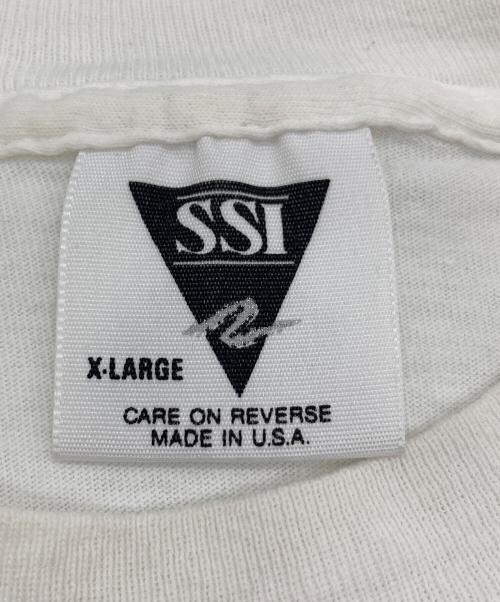 SSI
X-LARGE
CARE ON REVERSE
MADE IN U.S.A.